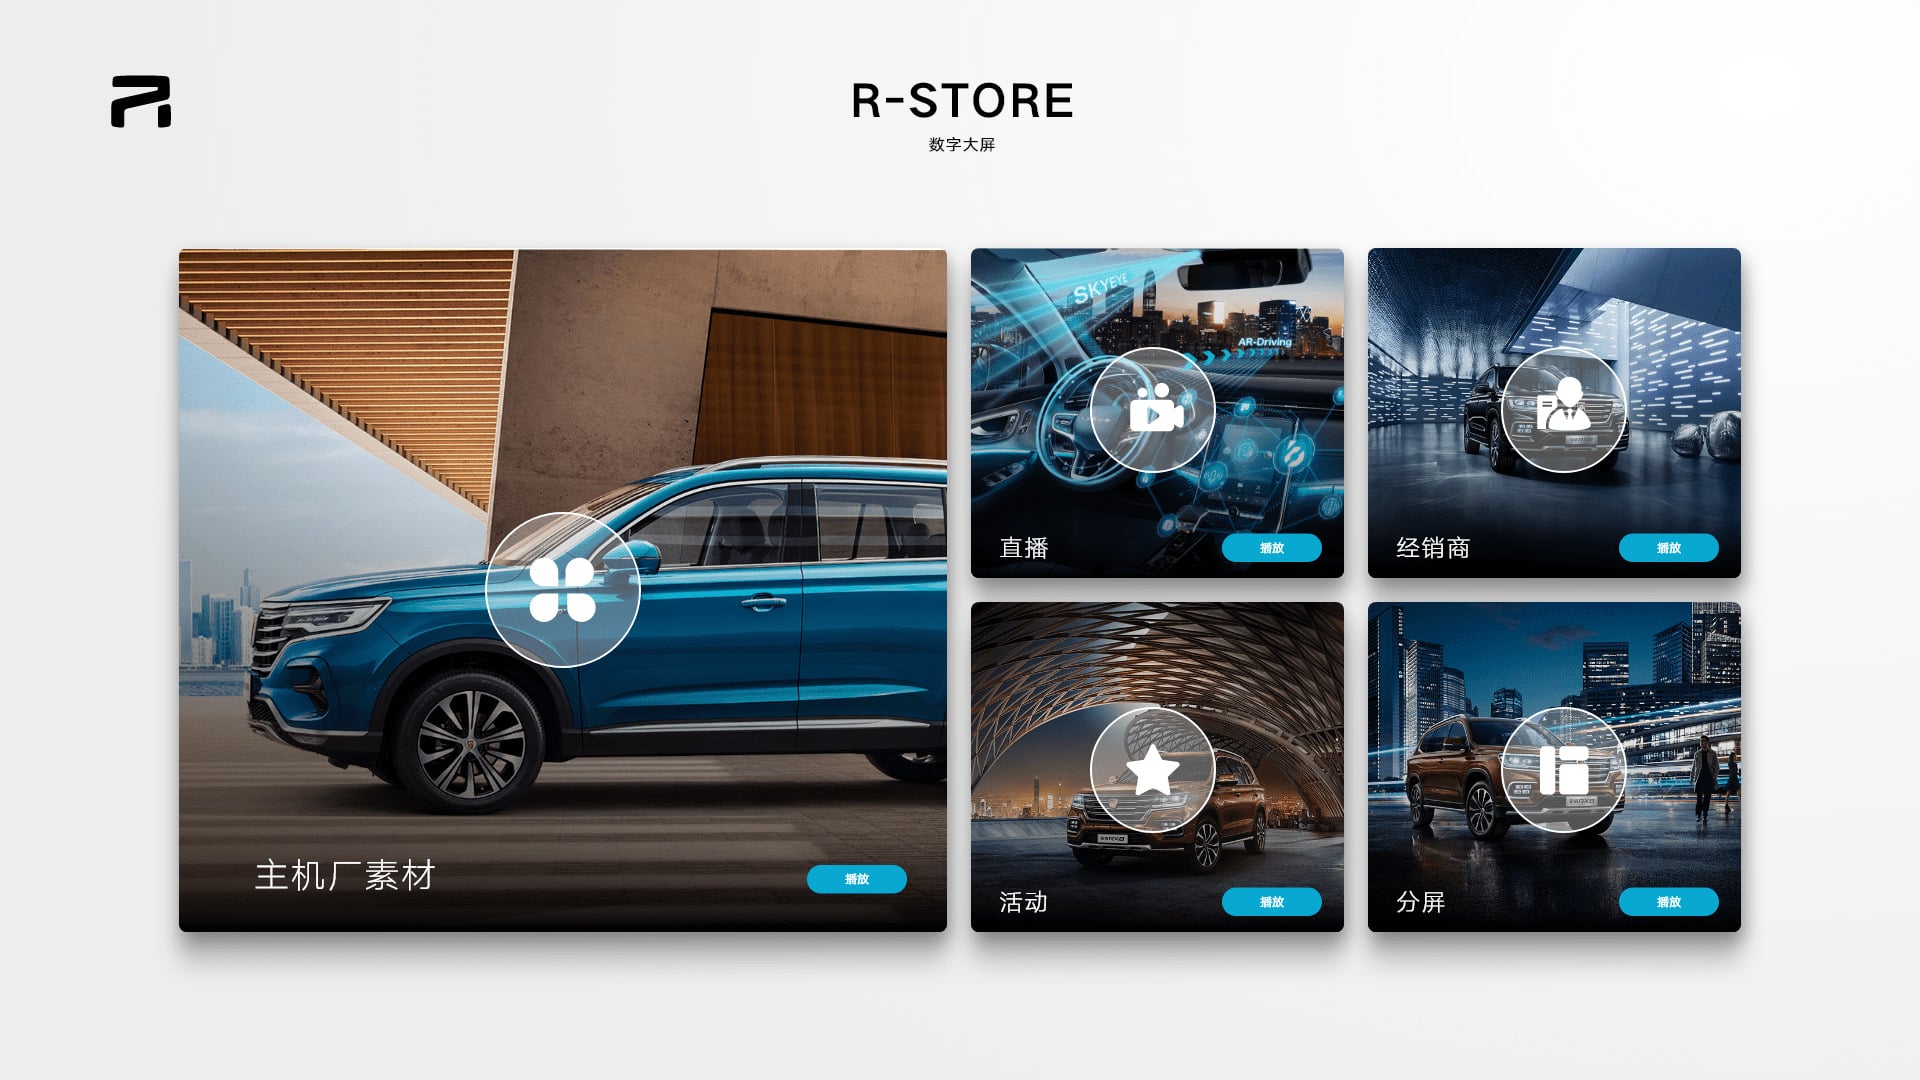 R-STORE
数字大屏
SKYEYE
AR-Driving
直播
播放
经销商
播放
主机厂素材
播放
活动
播放
分屏
播放